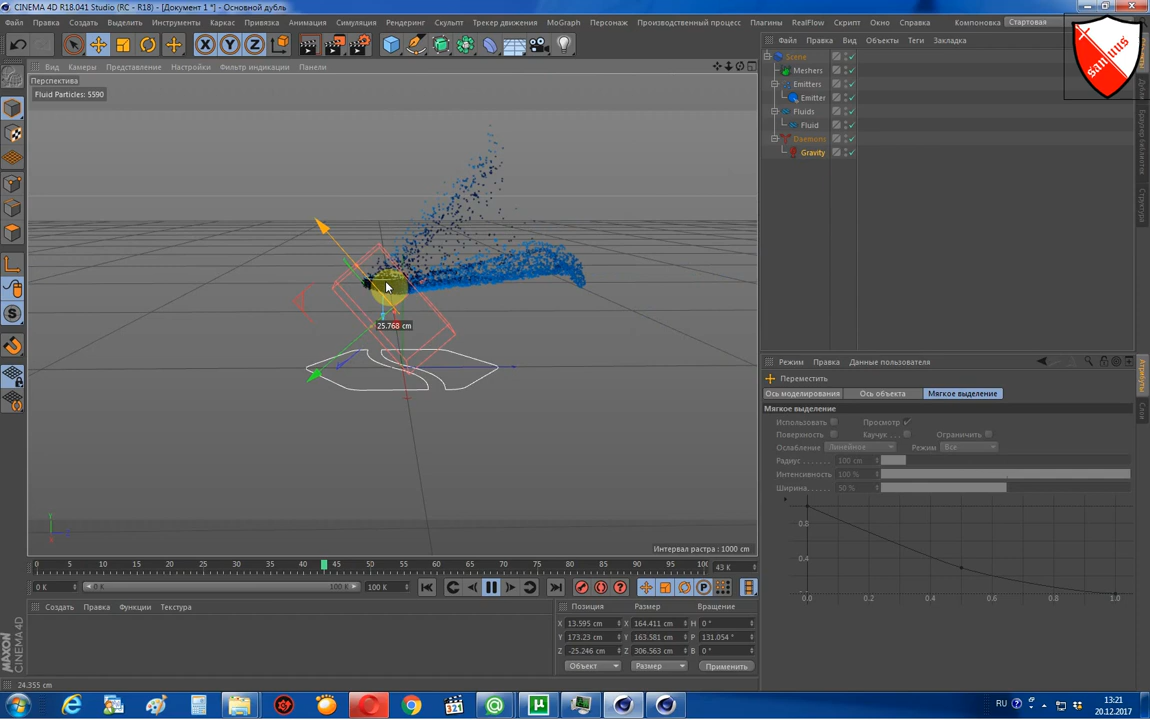 CINEMA 4D R18.041 Studio (RC - R18) - [Документ 1 *] - Основной дубль
Файл Правка Создать Выделить Инструменты Каркас Привязка Анимация Симуляция Рендеринг Скульпт Трекер движения MoGraph Персонаж Производственный процесс Плагины RealFlow Скрипт Окно Справка Компоновка Стартовая
X Y Z
Вид Камеры Представление Настройки Фильтр индикации Панели
Файл Правка Вид Объекты Теги Закладка
sanlius
Перспектива
Fluid Particles: 5590
Scene
Meshers
Emitters
Emitter
Fluids
Fluid
Daemons
Gravity
Браузер библиотек
Структура
25.768 cm
Интервал растра : 1000 cm
Режим Правка Данные пользователя
Атрибуты
Слои
Переместить
Ось моделирования Ось объекта Мягкое выделение
Мягкое выделение
Использовать Просмотр
Поверхность Каучук . . . Ограничить
Ослабление Линейное Режим Все
Радиус . . . . . . . 100 cm
Интенсивность 100 %
Ширина. . . . . . 50 %
0.8
0.4
0.0 0.2 0.4 0.6 0.8 1.0
0 5 10 15 20 25 30 35 40 45 50 55 60 65 70 75 80 85 90 95 100 43 K
0 K 0 K 100 K 100 K
Создать Правка Функции Текстура
Позиция Размер Вращение
X 13.595 cm X 164.411 cm H 0 °
Y 173.23 cm Y 163.581 cm P 131.054 °
Z -25.246 cm Z 306.563 cm B 0 °
Объект Размер Применить
MAXON CINEMA 4D
24.355 cm
RU 13:21
20.12.2017